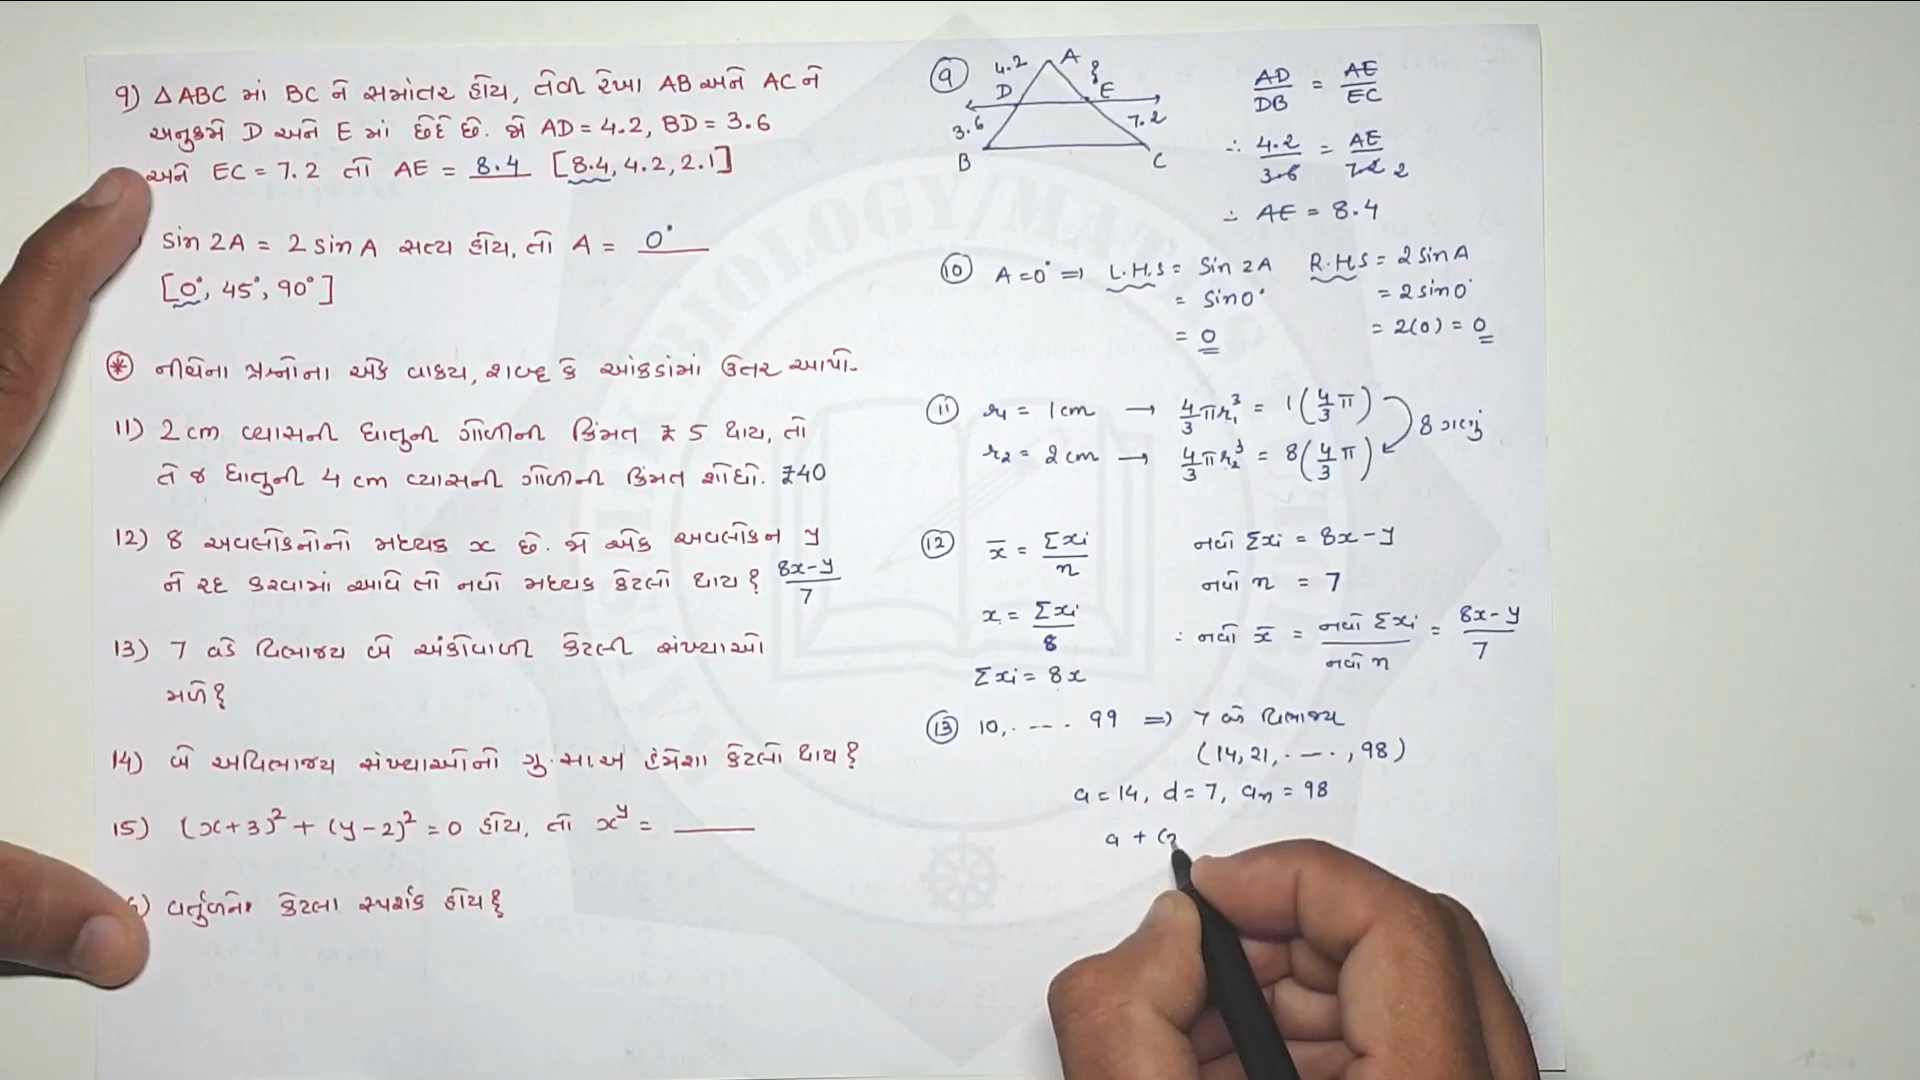 9) △ABC માં BC ને સમાંતર હોય, તેવી રેખા AB અને AC ને
અનુક્રમે D અને E માં છેદે છે. જો AD = 4.2, BD = 3.6
અને EC = 7.2 તો AE = 8.4 [8.4, 4.2, 2.1]
sin 2A = 2 sin A સત્ય હોય, તો A = 0°
[0°, 45°, 90°]
* નીચેના પ્રશ્નોના એક વાક્ય, શબ્દ કે આંકડામાં ઉત્તર આપો.
11) 2 cm વ્યાસની ધાતુની ગોળીની કિંમત ₹ 5 થાય, તો
તે જ ધાતુની 4 cm વ્યાસની ગોળીની કિંમત શોધો. ₹40
12) 8 અવલોકનોનો મધ્યક x છે. જો એક અવલોકન y
ને રદ કરવામાં આવે તો નવો મધ્યક કેટલો થાય? 8x-y/7
13) 7 વડે વિભાજ્ય બે અંકોવાળી કેટલી સંખ્યાઓ
મળે?
14) બે અવિભાજ્ય સંખ્યાઓનો ગુ.સા.અ હંમેશા કેટલો થાય?
15) (x+3)² + (y-2)² = 0 હોય, તો x^y = ____
) વર્તુળને કેટલા સ્પર્શક હોય?
9 4.2 A 8
D E
3.6 7.2
B C
AD/DB = AE/EC
∴ 4.2/3.6 = AE/7.2 2
∴ AE = 8.4
10 A = 0° ⇒ L.H.S = Sin 2A R.H.S = 2 sin A
= sin 0° = 2 sin 0°
= 0 = 2(0) = 0
11 r₁ = 1 cm → 4/3 πr₁³ = 1(4/3 π)
r₂ = 2 cm → 4/3 πr₂³ = 8(4/3 π) 8 ગણું
12 x̄ = Σxi/n નવો Σxi = 8x - y
નવો n = 7
x = Σxi/8 ∴ નવો x̄ = નવો Σxi/નવો n = 8x-y/7
Σxi = 8x
13 10, .--. 99 ⇒ 7 વડે વિભાજ્ય
(14, 21, .--., 98)
a = 14, d = 7, an = 98
a + (